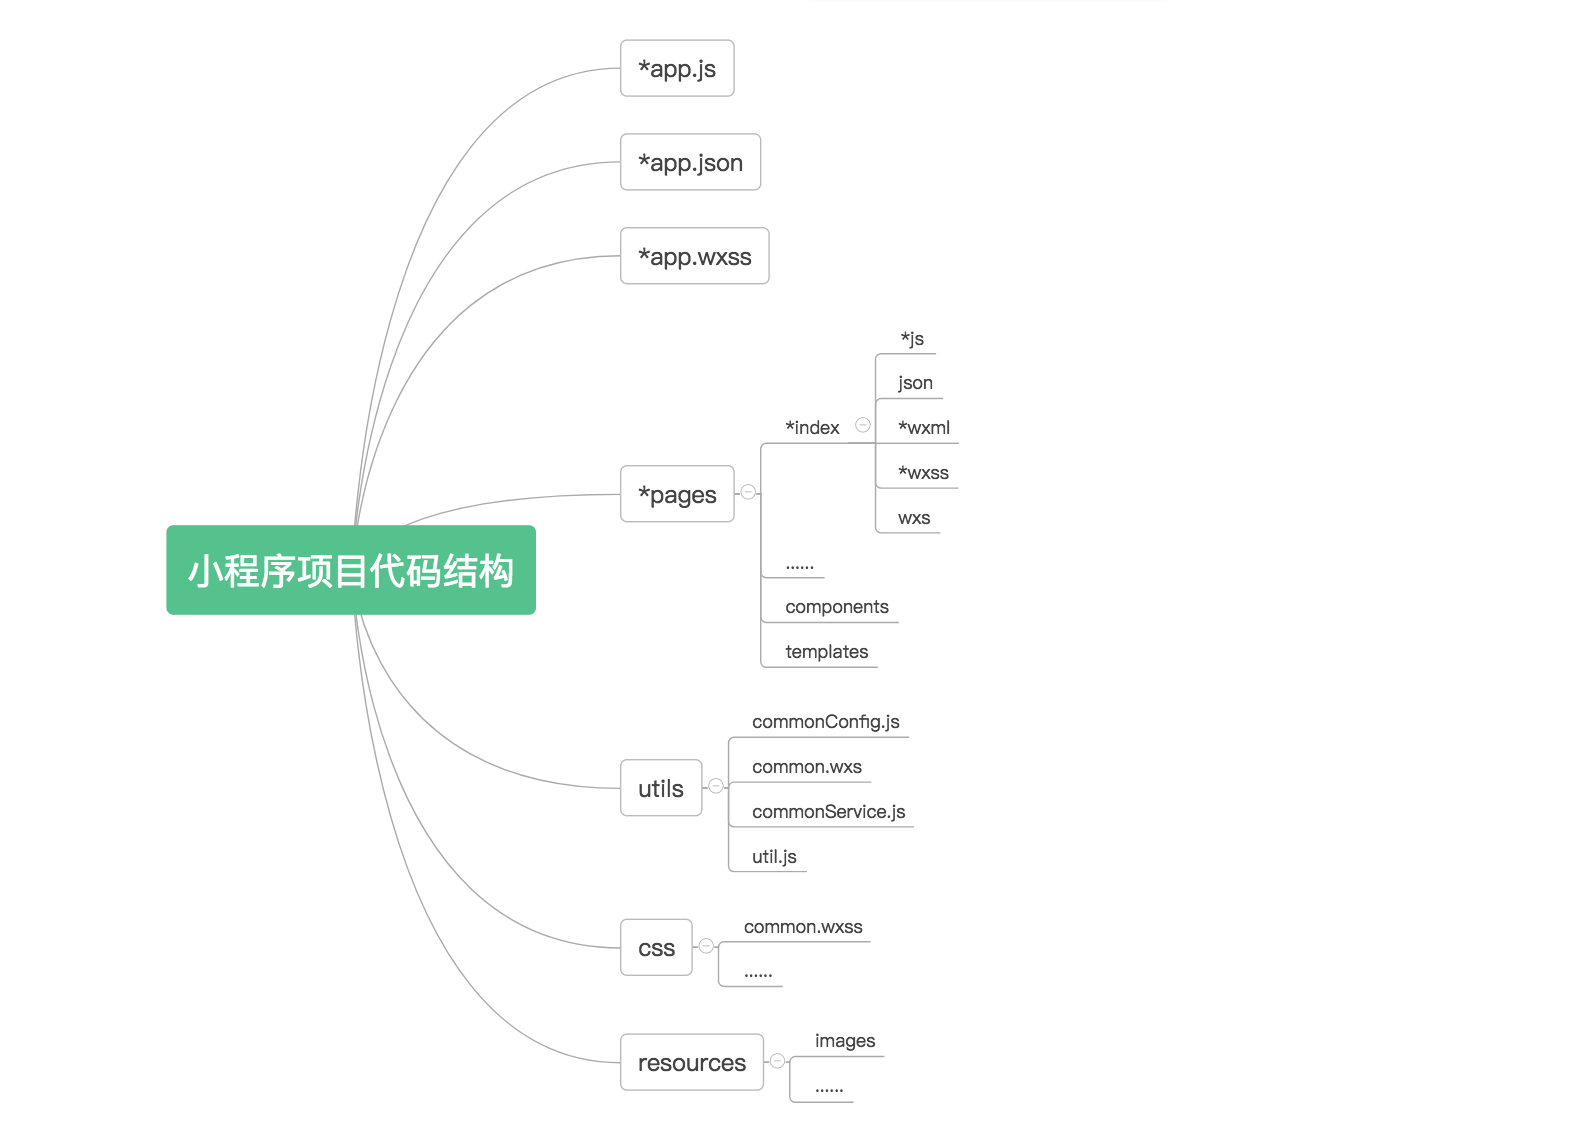 小程序项目代码结构
*app.js
*app.json
*app.wxss
*pages
*index
*js
json
*wxml
*wxss
wxs
......
components
templates
utils
commonConfig.js
common.wxs
commonService.js
util.js
css
common.wxss
......
resources
images
......